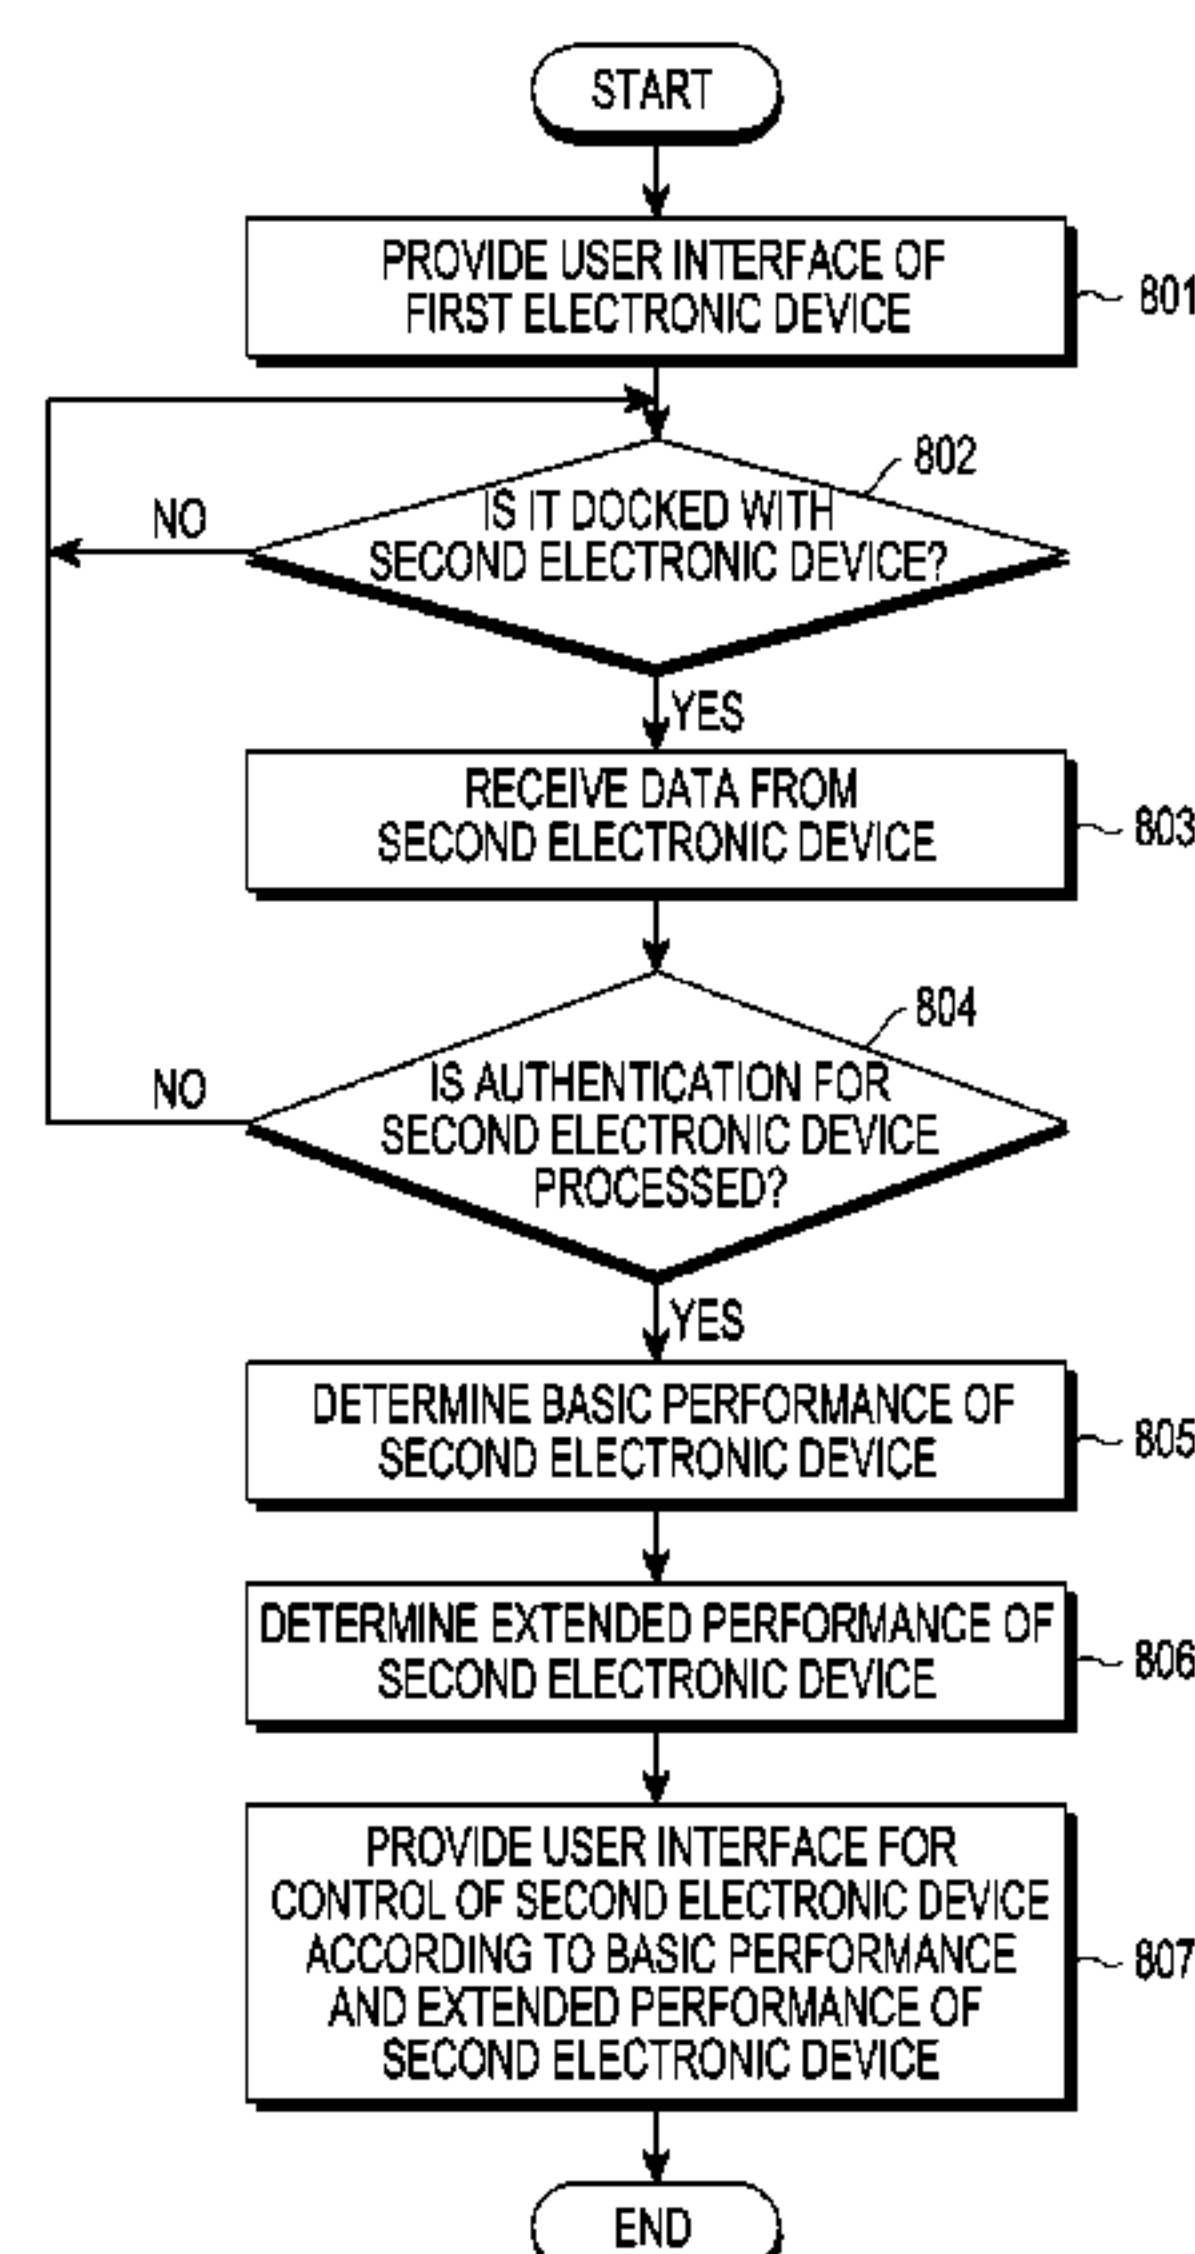 START
PROVIDE USER INTERFACE OF
FIRST ELECTRONIC DEVICE
801
802
IS IT DOCKED WITH
SECOND ELECTRONIC DEVICE?
NO
YES
RECEIVE DATA FROM
SECOND ELECTRONIC DEVICE
803
804
IS AUTHENTICATION FOR
SECOND ELECTRONIC DEVICE
PROCESSED?
NO
YES
DETERMINE BASIC PERFORMANCE OF
SECOND ELECTRONIC DEVICE
805
DETERMINE EXTENDED PERFORMANCE OF
SECOND ELECTRONIC DEVICE
806
PROVIDE USER INTERFACE FOR
CONTROL OF SECOND ELECTRONIC DEVICE
ACCORDING TO BASIC PERFORMANCE
AND EXTENDED PERFORMANCE OF
SECOND ELECTRONIC DEVICE
807
END